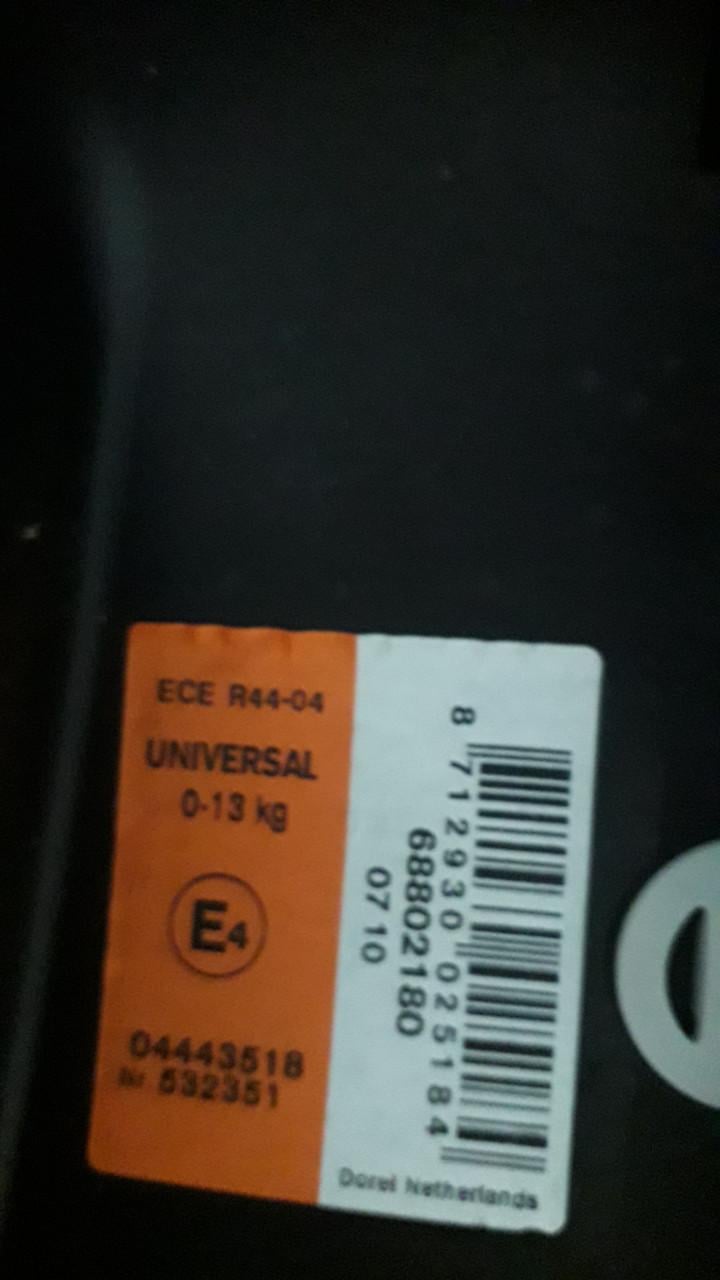 ECE R44-04
UNIVERSAL
0-13 kg
E4
04443518
Nr 532351
8 712930 025184
68802180
07 10
Dorel Netherlands